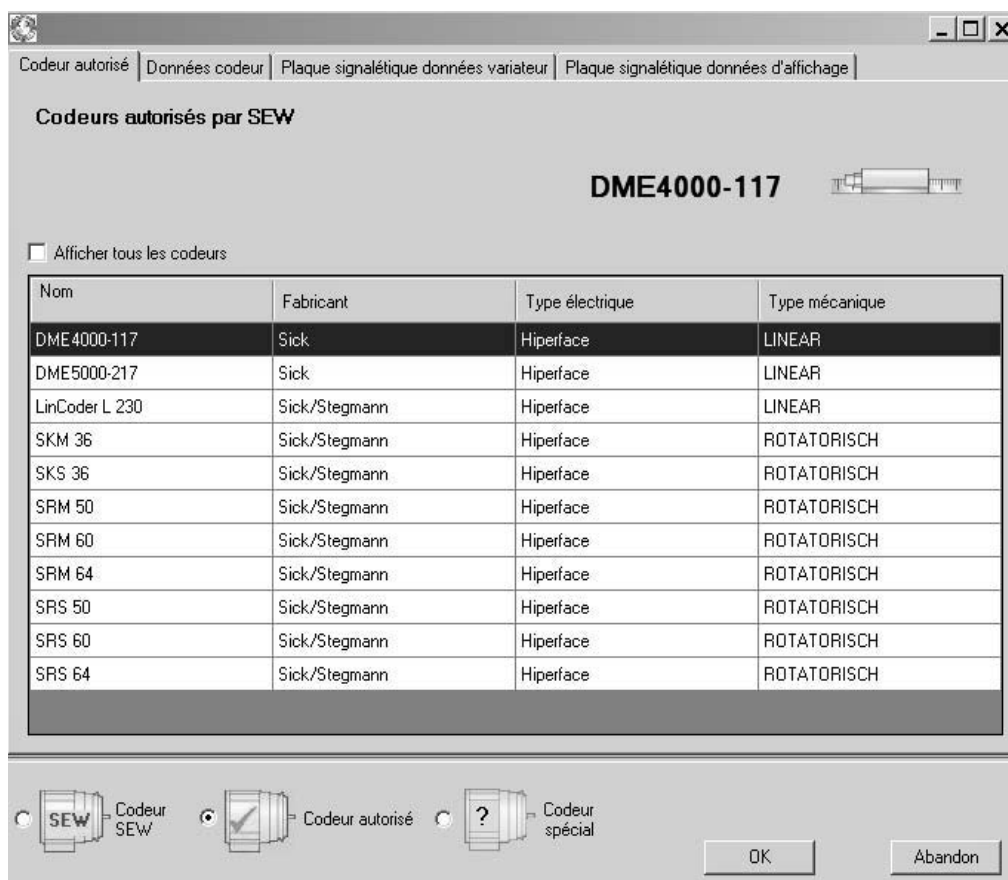 Codeur autorisé Données codeur Plaque signalétique données variateur Plaque signalétique données d'affichage
Codeurs autorisés par SEW
DME4000-117
Afficher tous les codeurs
Nom Fabricant Type électrique Type mécanique
DME4000-117 Sick Hiperface LINEAR
DME5000-217 Sick Hiperface LINEAR
LinCoder L 230 Sick/Stegmann Hiperface LINEAR
SKM 36 Sick/Stegmann Hiperface ROTATORISCH
SKS 36 Sick/Stegmann Hiperface ROTATORISCH
SRM 50 Sick/Stegmann Hiperface ROTATORISCH
SRM 60 Sick/Stegmann Hiperface ROTATORISCH
SRM 64 Sick/Stegmann Hiperface ROTATORISCH
SRS 50 Sick/Stegmann Hiperface ROTATORISCH
SRS 60 Sick/Stegmann Hiperface ROTATORISCH
SRS 64 Sick/Stegmann Hiperface ROTATORISCH
SEW Codeur SEW
Codeur autorisé
? Codeur spécial
OK Abandon